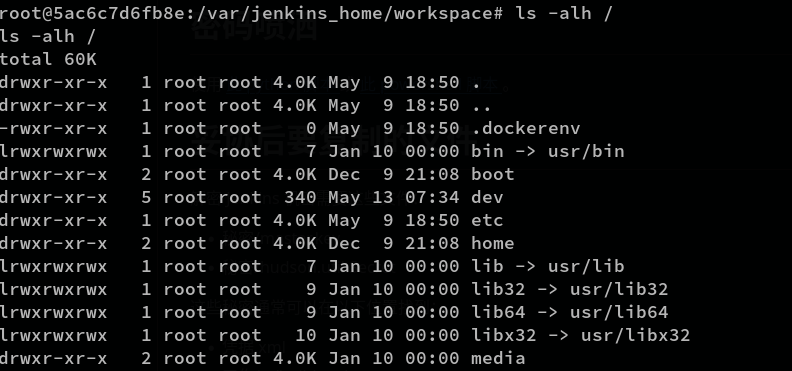 root@5ac6c7d6fb8e:/var/jenkins_home/workspace# ls -alh /
ls -alh /
total 60K
drwxr-xr-x   1 root root 4.0K May  9 18:50 .
drwxr-xr-x   1 root root 4.0K May  9 18:50 ..
-rwxr-xr-x   1 root root    0 May  9 18:50 .dockerenv
lrwxrwxrwx   1 root root    7 Jan 10 00:00 bin -> usr/bin
drwxr-xr-x   2 root root 4.0K Dec  9 21:08 boot
drwxr-xr-x   5 root root  340 May 13 07:34 dev
drwxr-xr-x   1 root root 4.0K May  9 18:50 etc
drwxr-xr-x   2 root root 4.0K Dec  9 21:08 home
lrwxrwxrwx   1 root root    7 Jan 10 00:00 lib -> usr/lib
lrwxrwxrwx   1 root root    9 Jan 10 00:00 lib32 -> usr/lib32
lrwxrwxrwx   1 root root    9 Jan 10 00:00 lib64 -> usr/lib64
lrwxrwxrwx   1 root root   10 Jan 10 00:00 libx32 -> usr/libx32
drwxr-xr-x   2 root root 4.0K Jan 10 00:00 media